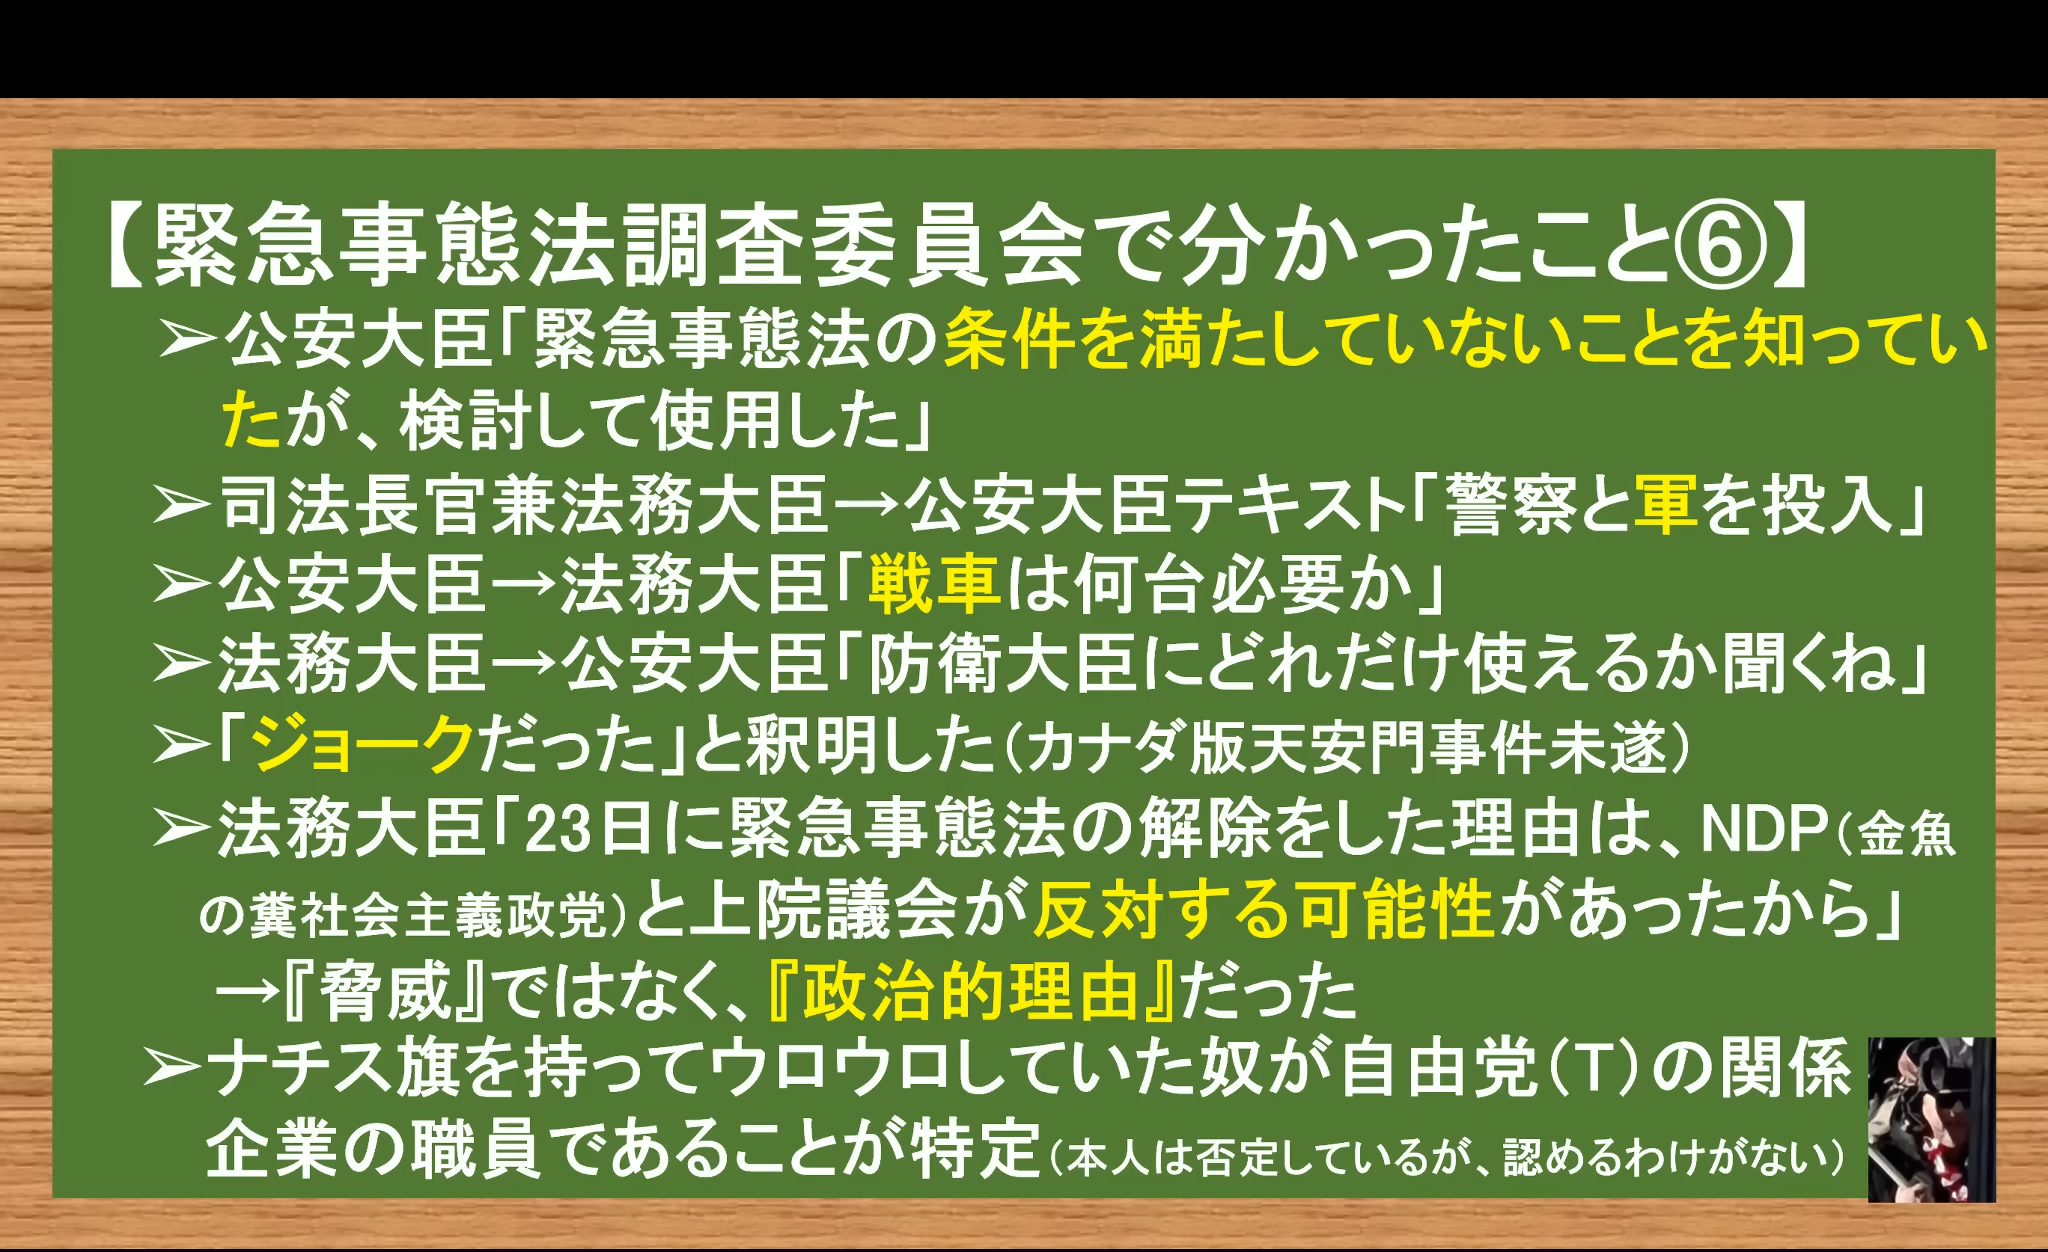 【緊急事態法調査委員会で分かったこと⑥】
➢公安大臣「緊急事態法の条件を満たしていないことを知ってい
たが、検討して使用した」
➢司法長官兼法務大臣→公安大臣テキスト「警察と軍を投入」
➢公安大臣→法務大臣「戦車は何台必要か」
➢法務大臣→公安大臣「防衛大臣にどれだけ使えるか聞くね」
➢「ジョークだった」と釈明した（カナダ版天安門事件未遂）
➢法務大臣「23日に緊急事態法の解除をした理由は、NDP（金魚
の糞社会主義政党）と上院議会が反対する可能性があったから」
→『脅威』ではなく、『政治的理由』だった
➢ナチス旗を持ってウロウロしていた奴が自由党（T）の関係
企業の職員であることが特定（本人は否定しているが、認めるわけがない）